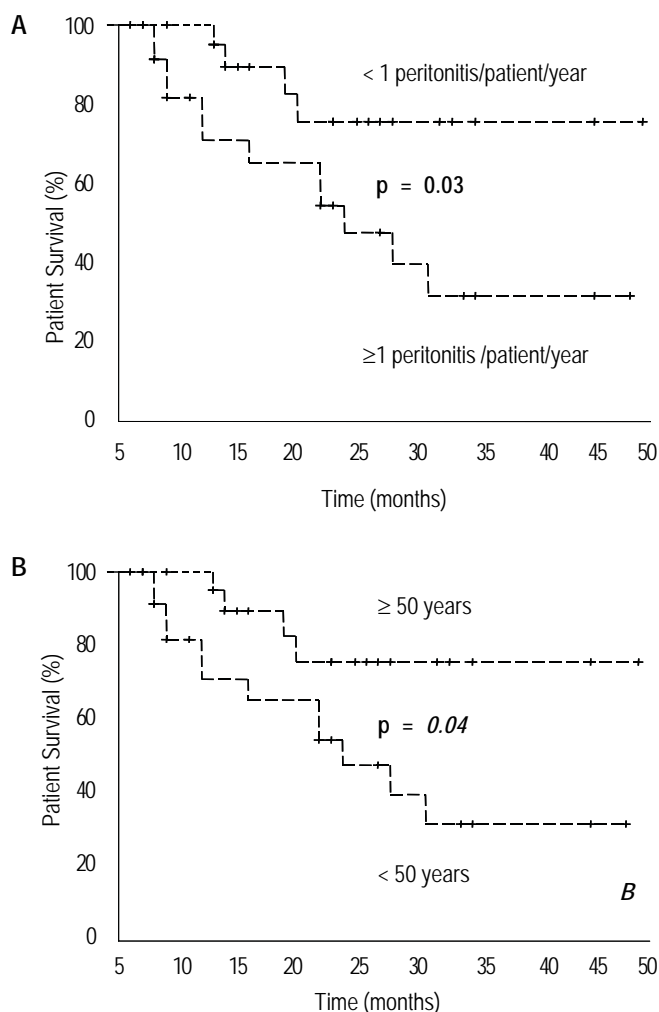 A
100
80
60
40
20
0
Patient Survival (%)
< 1 peritonitis/patient/year
p = 0.03
≥1 peritonitis /patient/year
5 10 15 20 25 30 35 40 45 50
Time (months)
B
100
80
60
40
20
0
Patient Survival (%)
≥ 50 years
p = 0.04
< 50 years
B
5 10 15 20 25 30 35 40 45 50
Time (months)